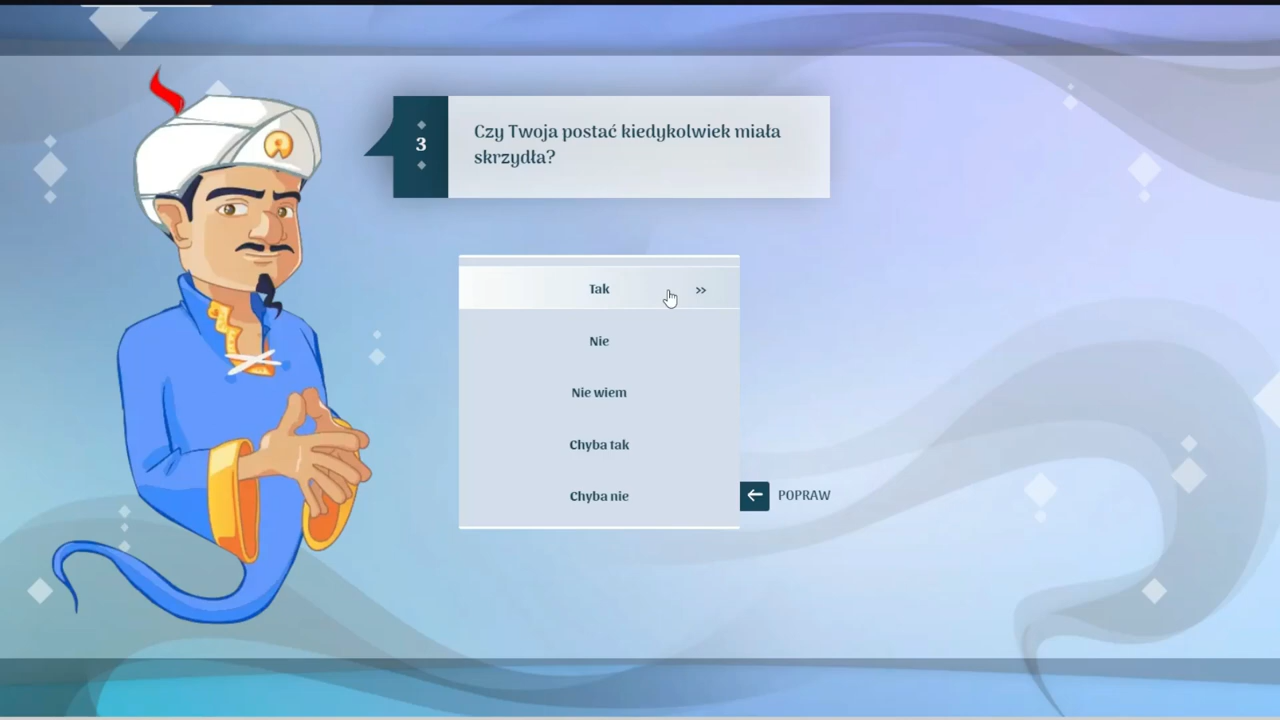 3
Czy Twoja postać kiedykolwiek miała
skrzydła?
Tak
Nie
Nie wiem
Chyba tak
Chyba nie
POPRAW